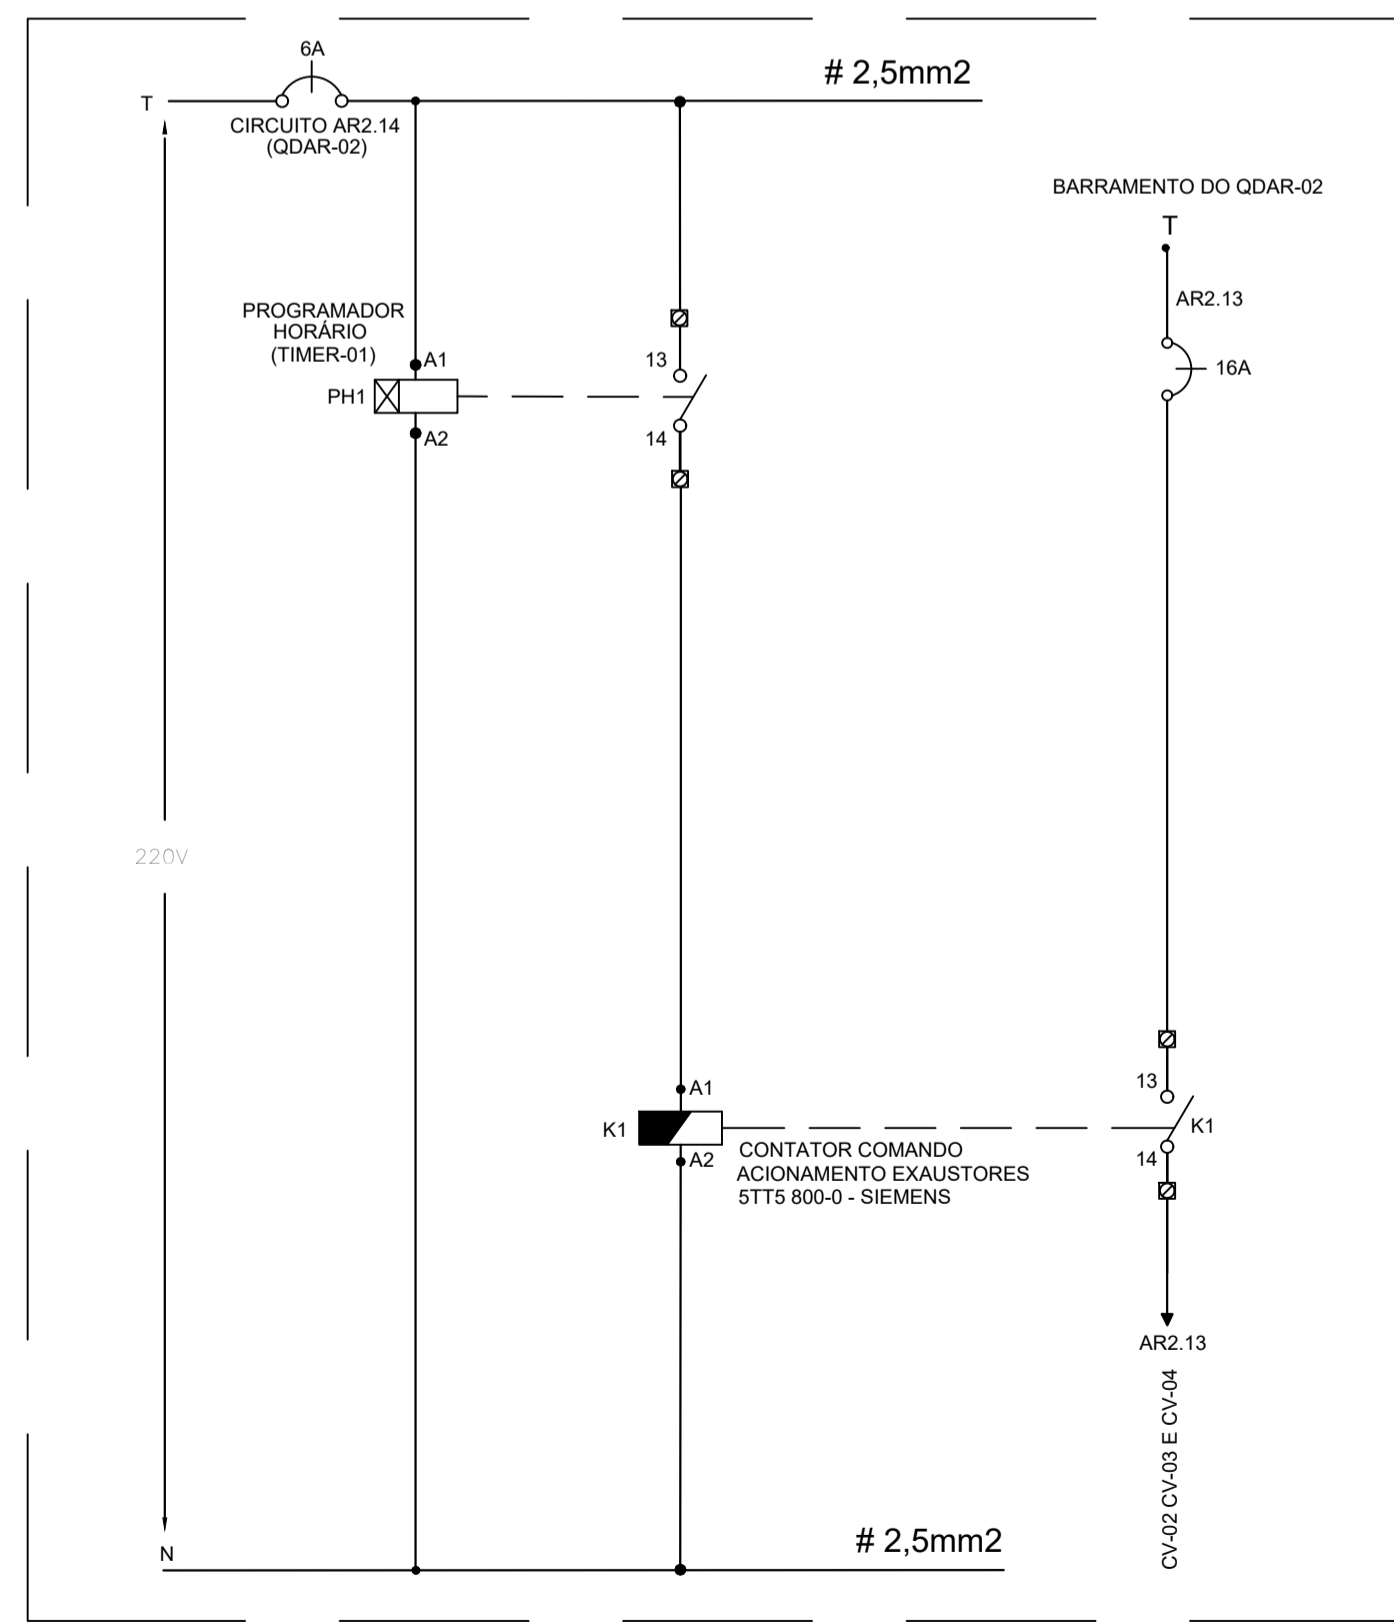 6A
# 2,5mm2
T
CIRCUITO AR2.14
(QDAR-02)
BARRAMENTO DO QDAR-02
T
AR2.13
16A
PROGRAMADOR
HORÁRIO
(TIMER-01)
A1
PH1
A2
13
14
220V
A1
K1
A2
CONTATOR COMANDO
ACIONAMENTO EXAUSTORES
5TT5 800-0 - SIEMENS
13
K1
14
AR2.13
CV-02 CV-03 E CV-04
N
# 2,5mm2